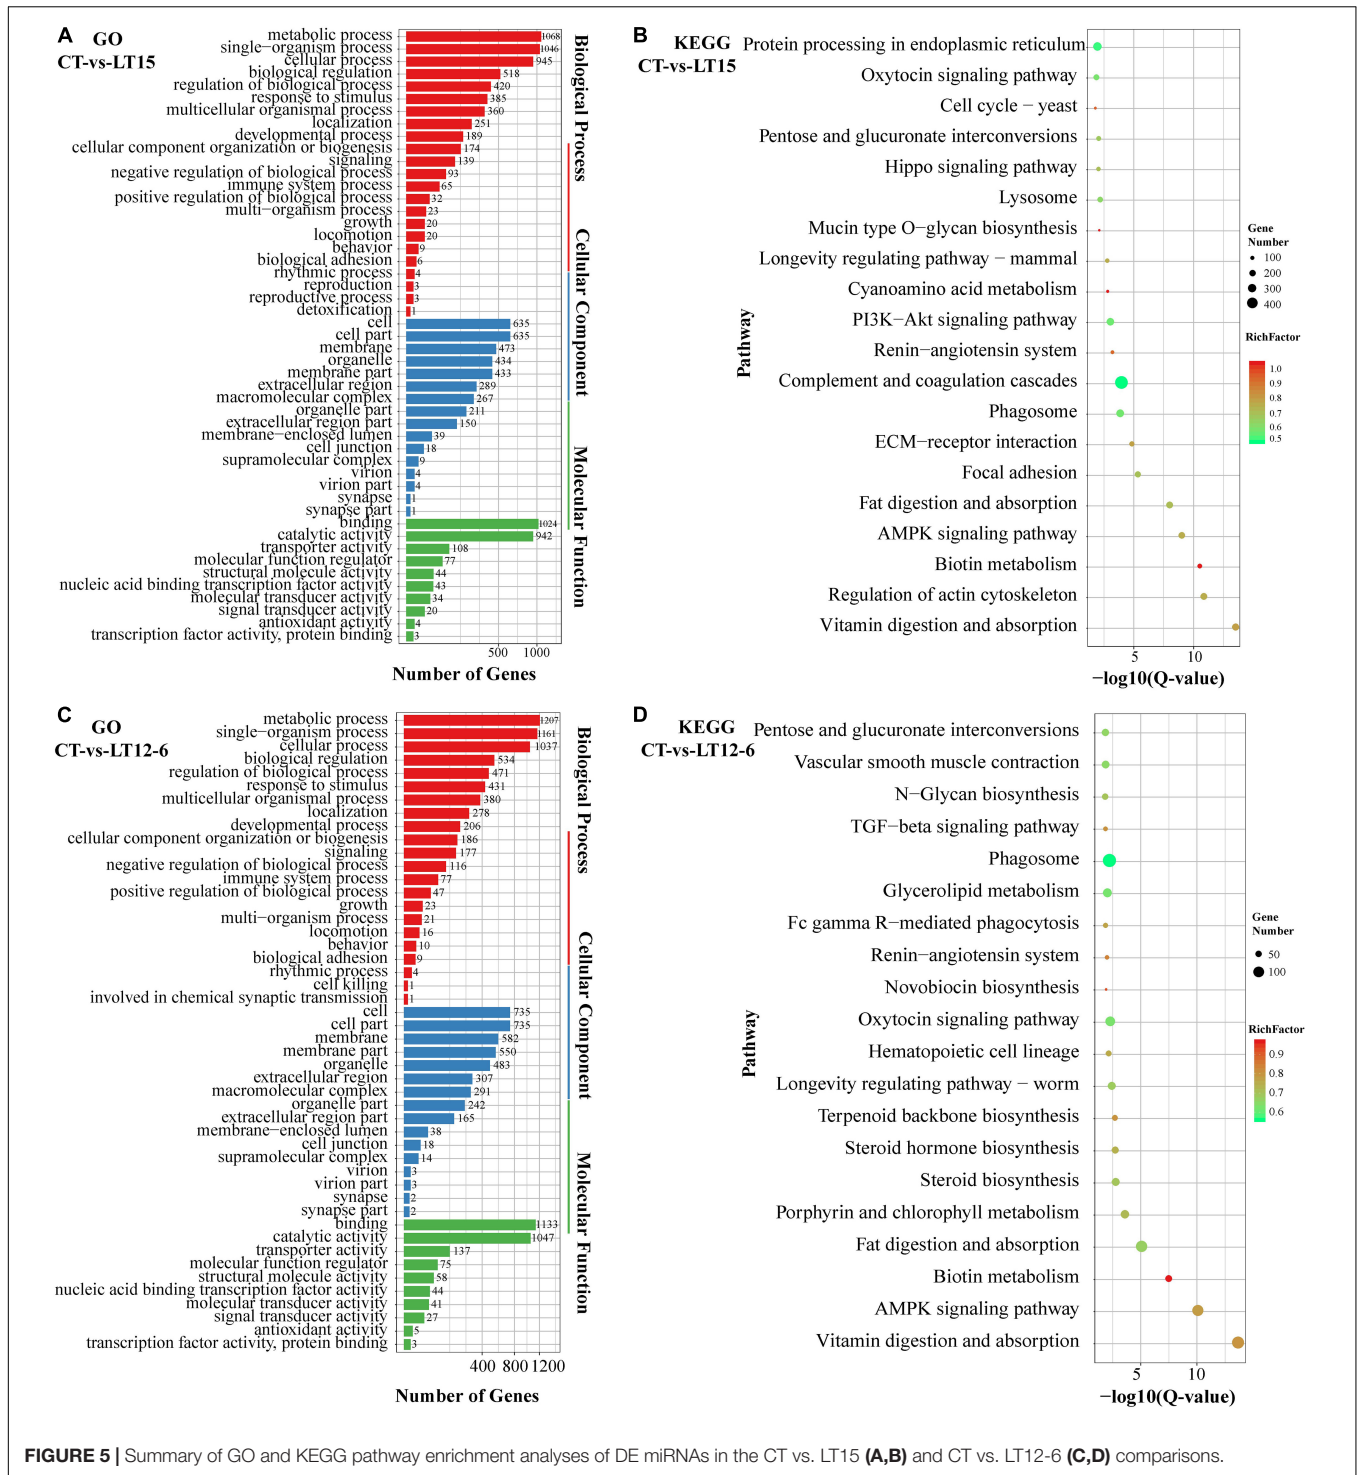 A GO
CT-vs-LT15
metabolic process 1068
single−organism process 1046
cellular process 945
biological regulation 518
regulation of biological process 420
response to stimulus 385
multicellular organismal process 360
localization 251
developmental process 189
cellular component organization or biogenesis 174
signaling 139
negative regulation of biological process 93
immune system process 65
positive regulation of biological process 32
multi−organism process 23
growth 20
locomotion 20
behavior 9
biological adhesion 6
rhythmic process 4
reproduction 3
reproductive process 3
detoxification 1
cell 635
cell part 635
membrane 473
organelle 434
membrane part 433
extracellular region 289
macromolecular complex 267
organelle part 211
extracellular region part 150
membrane−enclosed lumen 39
cell junction 18
supramolecular complex 9
virion 4
virion part 4
synapse 1
synapse part 1
binding 1024
catalytic activity 942
transporter activity 108
molecular function regulator 77
structural molecule activity 44
nucleic acid binding transcription factor activity 43
molecular transducer activity 34
signal transducer activity 20
antioxidant activity 4
transcription factor activity, protein binding 3
500 1000
Number of Genes
Biological Process
Cellular Component
Molecular Function
B KEGG
CT-vs-LT15
Protein processing in endoplasmic reticulum
Oxytocin signaling pathway
Cell cycle − yeast
Pentose and glucuronate interconversions
Hippo signaling pathway
Lysosome
Mucin type O−glycan biosynthesis
Longevity regulating pathway − mammal
Cyanoamino acid metabolism
PI3K−Akt signaling pathway
Renin−angiotensin system
Complement and coagulation cascades
Phagosome
ECM−receptor interaction
Focal adhesion
Fat digestion and absorption
AMPK signaling pathway
Biotin metabolism
Regulation of actin cytoskeleton
Vitamin digestion and absorption
Pathway
5 10
−log10(Q-value)
Gene
Number
100
200
300
400
RichFactor
1.0
0.9
0.8
0.7
0.6
0.5
C GO
CT-vs-LT12-6
metabolic process 1207
single−organism process 1161
cellular process 1037
biological regulation 534
regulation of biological process 471
response to stimulus 431
multicellular organismal process 380
localization 278
developmental process 206
cellular component organization or biogenesis 186
signaling 177
negative regulation of biological process 116
immune system process 77
positive regulation of biological process 47
growth 23
multi−organism process 21
locomotion 16
behavior 10
biological adhesion 9
rhythmic process 4
cell killing 1
involved in chemical synaptic transmission 1
cell 735
cell part 735
membrane 582
membrane part 550
organelle 483
extracellular region 307
macromolecular complex 291
organelle part 242
extracellular region part 165
membrane−enclosed lumen 38
cell junction 18
supramolecular complex 14
virion 3
virion part 3
synapse 2
synapse part 2
binding 1133
catalytic activity 1047
transporter activity 137
molecular function regulator 75
structural molecule activity 58
nucleic acid binding transcription factor activity 44
molecular transducer activity 41
signal transducer activity 27
antioxidant activity 5
transcription factor activity, protein binding 3
400 800 1200
Number of Genes
Biological Process
Cellular Component
Molecular Function
D KEGG
CT-vs-LT12-6
Pentose and glucuronate interconversions
Vascular smooth muscle contraction
N−Glycan biosynthesis
TGF−beta signaling pathway
Phagosome
Glycerolipid metabolism
Fc gamma R−mediated phagocytosis
Renin−angiotensin system
Novobiocin biosynthesis
Oxytocin signaling pathway
Hematopoietic cell lineage
Longevity regulating pathway − worm
Terpenoid backbone biosynthesis
Steroid hormone biosynthesis
Steroid biosynthesis
Porphyrin and chlorophyll metabolism
Fat digestion and absorption
Biotin metabolism
AMPK signaling pathway
Vitamin digestion and absorption
Pathway
5 10
−log10(Q-value)
Gene
Number
50
100
RichFactor
0.9
0.8
0.7
0.6
FIGURE 5 | Summary of GO and KEGG pathway enrichment analyses of DE miRNAs in the CT vs. LT15 (A,B) and CT vs. LT12-6 (C,D) comparisons.